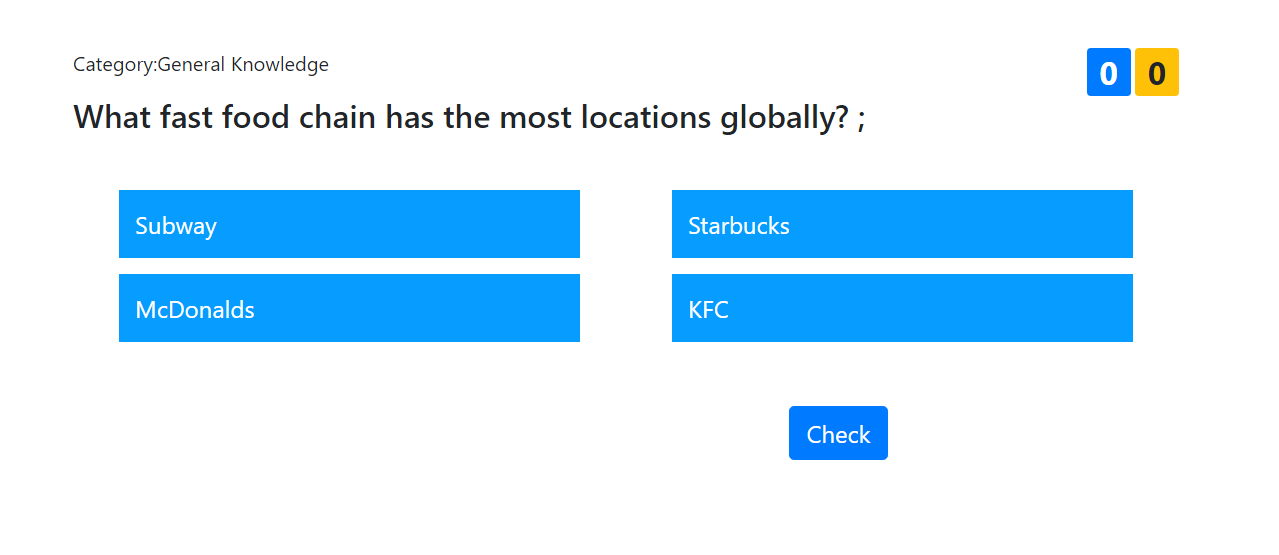 Category:General Knowledge
0 0
What fast food chain has the most locations globally? ;
Subway
Starbucks
McDonalds
KFC
Check